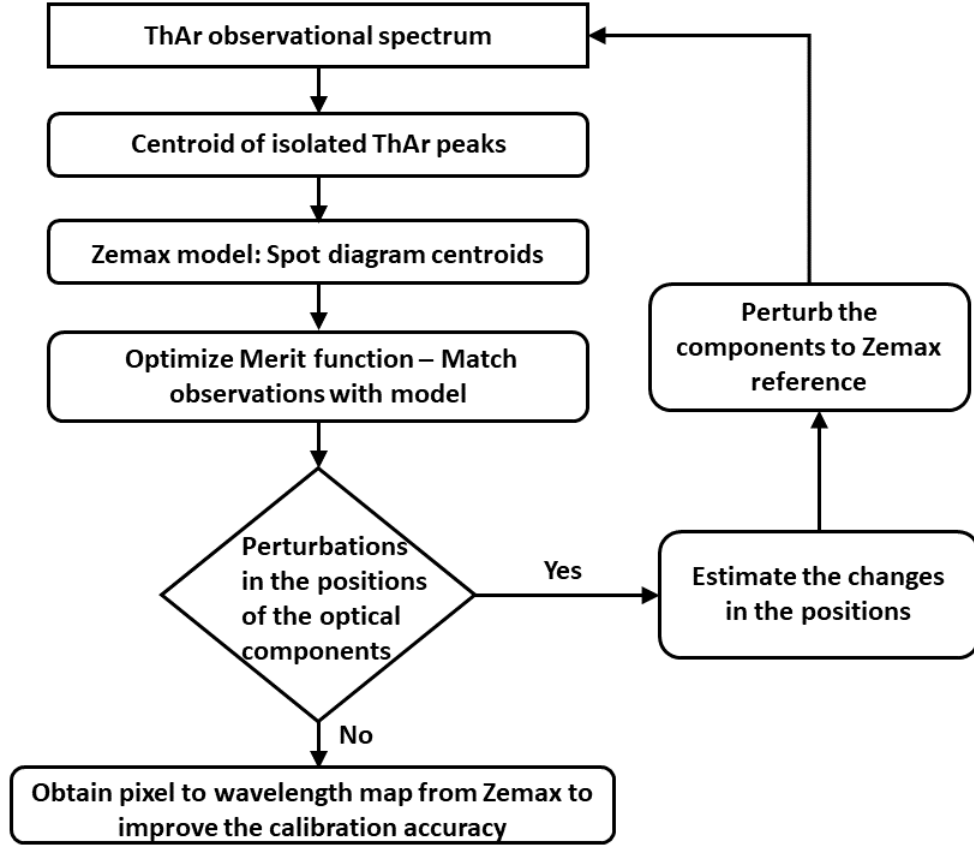 ThAr observational spectrum
Centroid of isolated ThAr peaks
Zemax model: Spot diagram centroids
Optimize Merit function – Match
observations with model
Perturbations
in the positions
of the optical
components
Yes
Estimate the changes
in the positions
Perturb the
components to Zemax
reference
No
Obtain pixel to wavelength map from Zemax to
improve the calibration accuracy